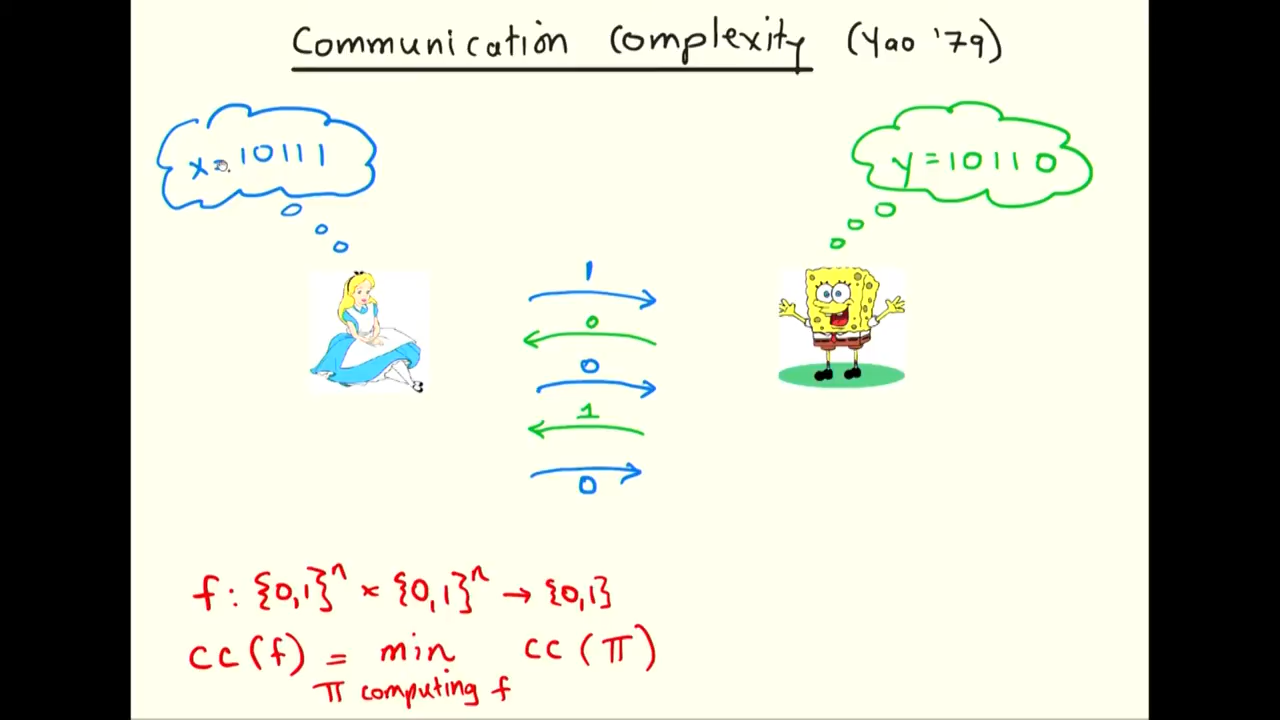 Communication Complexity (Yao '79)
x = 10111
y = 10110
1
0
0
1
0
f : {0,1}ⁿ × {0,1}ⁿ → {0,1}
CC(f) = min CC(π)
π computing f